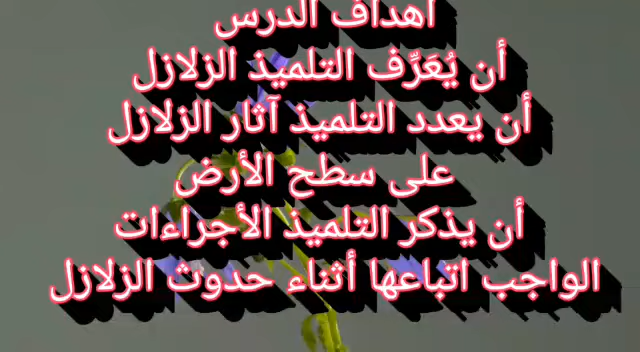 أهداف الدرس
أن يُعَرِّف التلميذ الزلازل
أن يعدد التلميذ آثار الزلازل
على سطح الأرض
أن يذكر التلميذ الأجراءات
الواجب اتباعها أثناء حدوث الزلازل